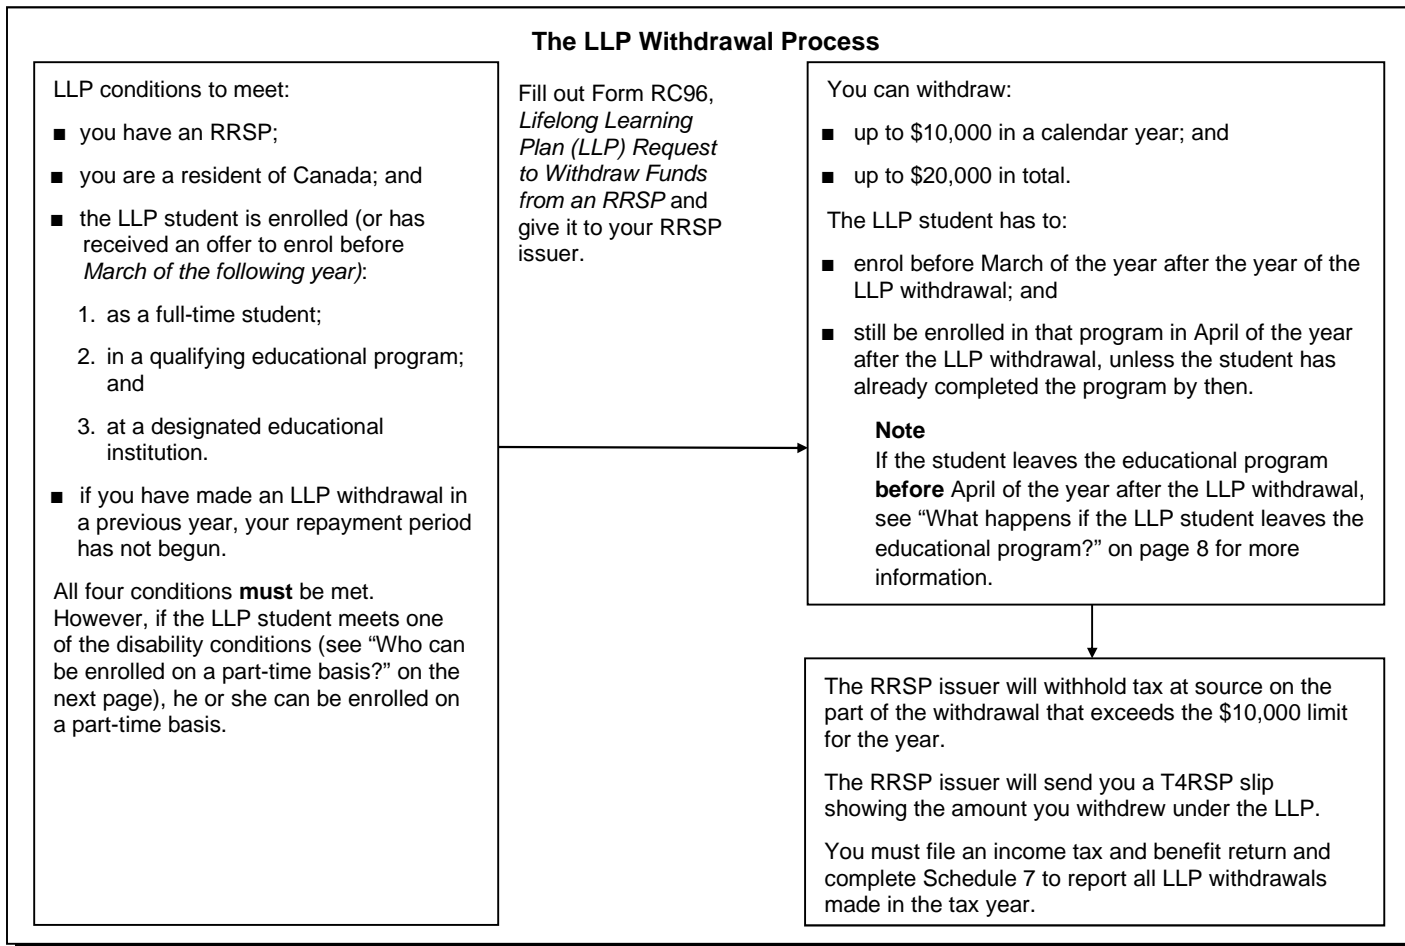 The LLP Withdrawal Process
LLP conditions to meet:
■ you have an RRSP;
■ you are a resident of Canada; and
■ the LLP student is enrolled (or has
received an offer to enrol before
March of the following year):
1. as a full-time student;
2. in a qualifying educational program;
and
3. at a designated educational
institution.
■ if you have made an LLP withdrawal in
a previous year, your repayment period
has not begun.
All four conditions must be met.
However, if the LLP student meets one
of the disability conditions (see “Who can
be enrolled on a part-time basis?” on the
next page), he or she can be enrolled on
a part-time basis.
Fill out Form RC96,
Lifelong Learning
Plan (LLP) Request
to Withdraw Funds
from an RRSP and
give it to your RRSP
issuer.
You can withdraw:
■ up to $10,000 in a calendar year; and
■ up to $20,000 in total.
The LLP student has to:
■ enrol before March of the year after the year of the
LLP withdrawal; and
■ still be enrolled in that program in April of the year
after the LLP withdrawal, unless the student has
already completed the program by then.
Note
If the student leaves the educational program
before April of the year after the LLP withdrawal,
see “What happens if the LLP student leaves the
educational program?” on page 8 for more
information.
The RRSP issuer will withhold tax at source on the
part of the withdrawal that exceeds the $10,000 limit
for the year.
The RRSP issuer will send you a T4RSP slip
showing the amount you withdrew under the LLP.
You must file an income tax and benefit return and
complete Schedule 7 to report all LLP withdrawals
made in the tax year.